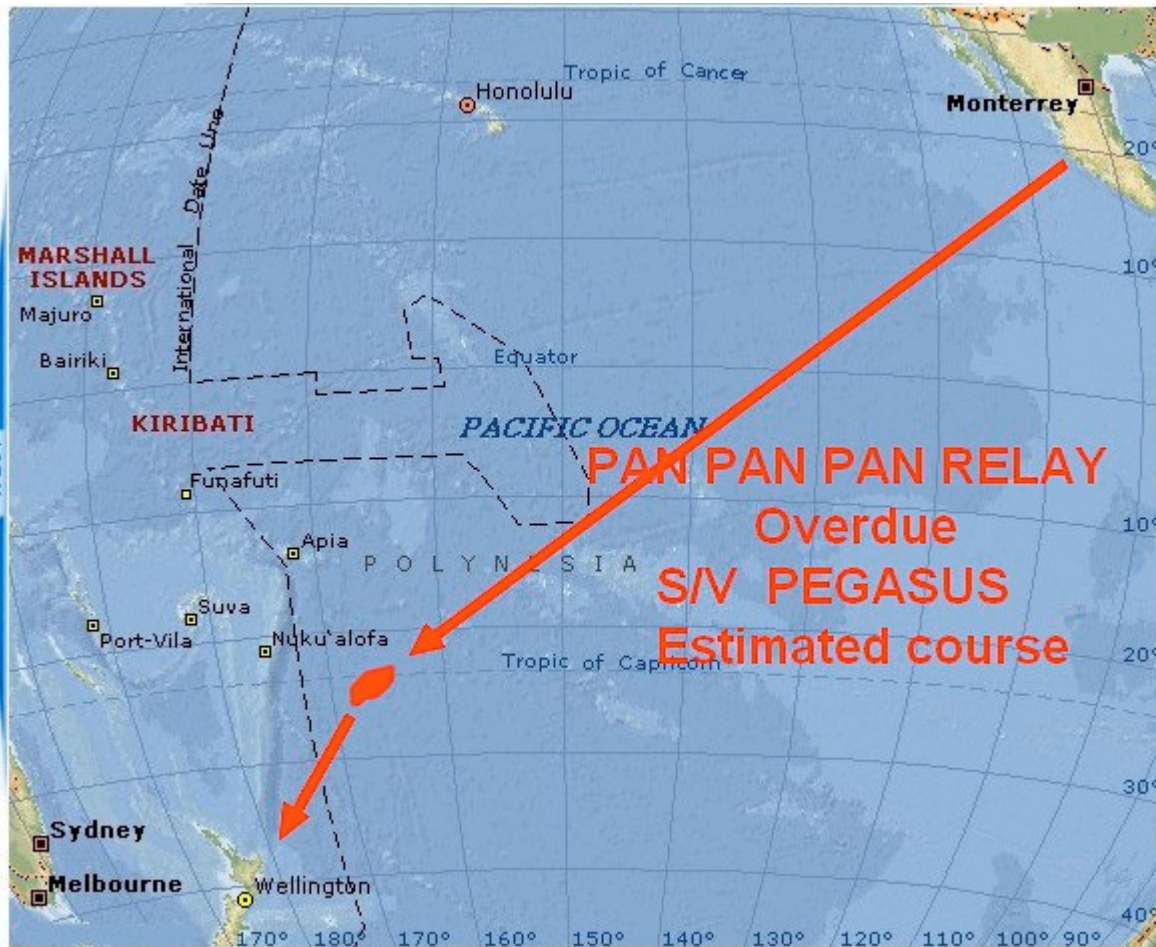 Tropic of Cancer
Honolulu
Monterrey
20°
International Date Line
MARSHALL
ISLANDS
Majuro
10°
Bairiki
Equator
KIRIBATI
PACIFIC OCEAN
PAN PAN PAN RELAY
Funafuti
Overdue
10°
Apia
POLYNESIA
S/V PEGASUS
Suva
Port-Vila
Nuku'alofa
Estimated course
20°
Tropic of Capricorn
30°
Sydney
Melbourne
Wellington
40°
170° 180° 170° 160° 150° 140° 130° 120° 110° 100° 90°